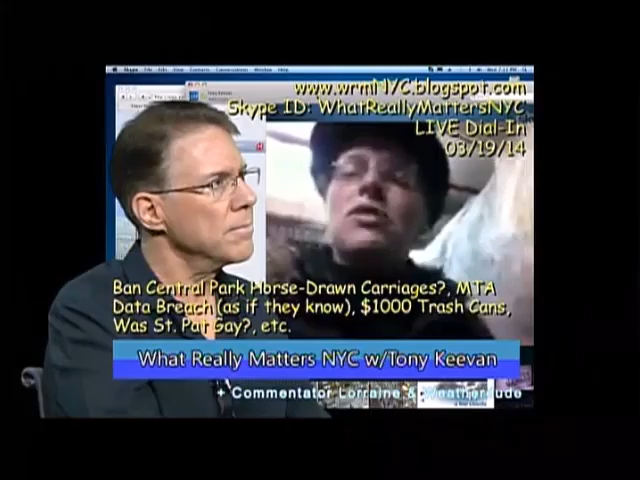 www.wrmNYC.blogspot.com
Skype ID: WhatReallyMattersNYC
LIVE Dial-In
03/19/14
Ban Central Park Horse-Drawn Carriages?, MTA
Data Breach (as if they know), $1000 Trash Cans,
Was St. Pat Gay?, etc.
What Really Matters NYC w/Tony Keevan
+ Commentator Lorraine & Weatherdude